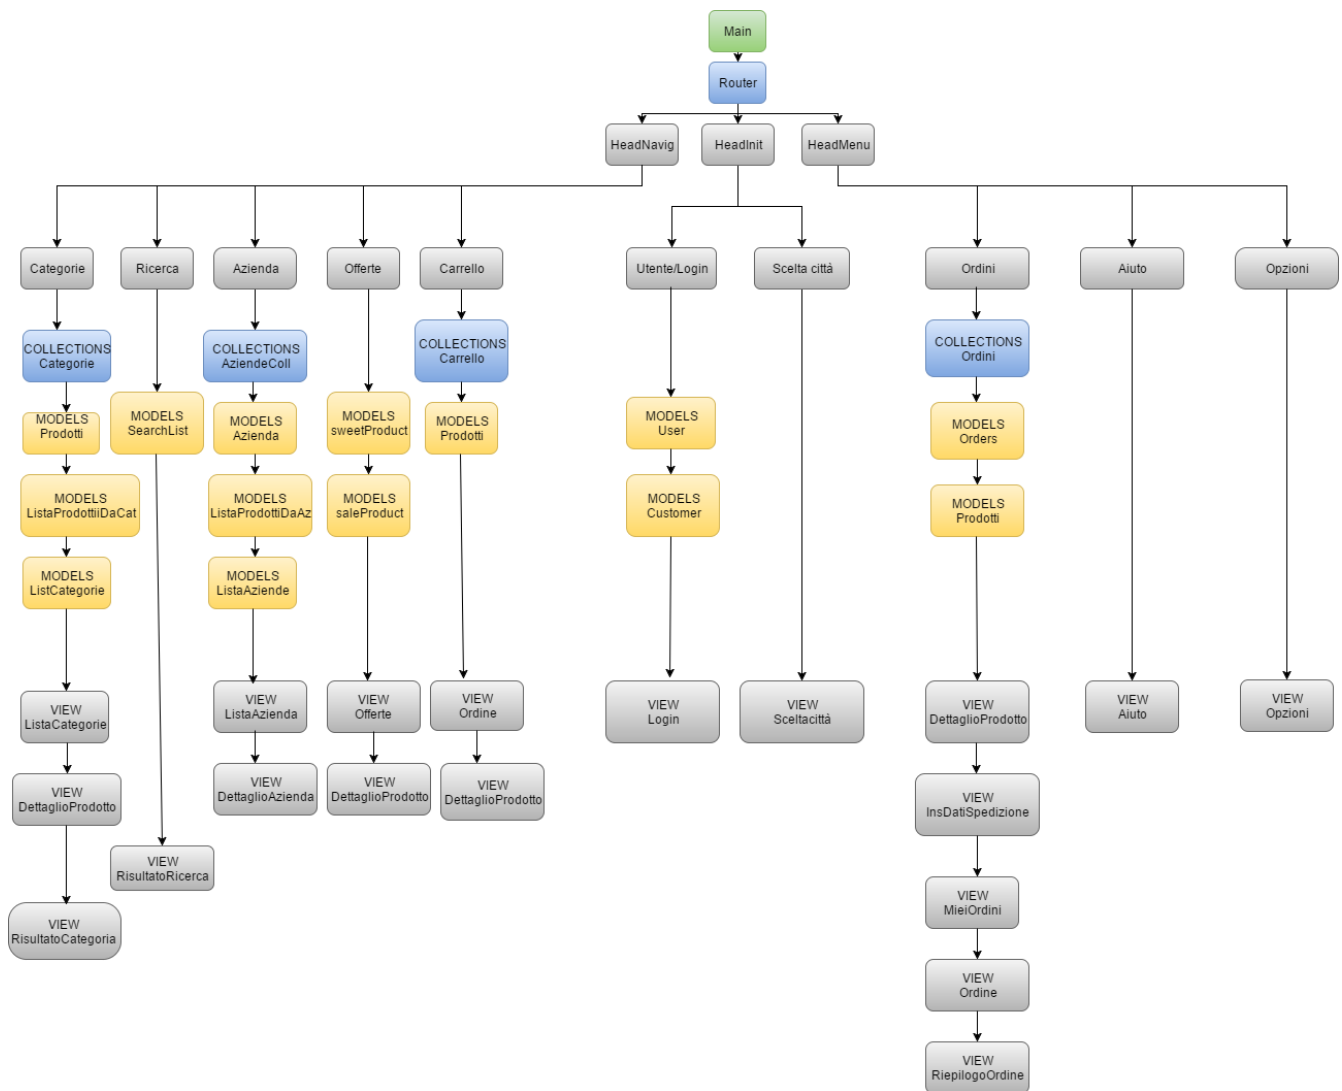 Main
Router
HeadNavig
HeadInit
HeadMenu
Categorie
Ricerca
Azienda
Offerte
Carrello
Utente/Login
Scelta città
Ordini
Aiuto
Opzioni
COLLECTIONS
Categorie
COLLECTIONS
AziendeColl
COLLECTIONS
Carrello
COLLECTIONS
Ordini
MODELS
Prodotti
MODELS
SearchList
MODELS
Azienda
MODELS
sweetProduct
MODELS
Prodotti
MODELS
User
MODELS
Orders
MODELS
ListaProdottiiDaCat
MODELS
ListaProdottiDaAz
MODELS
saleProduct
MODELS
Customer
MODELS
Prodotti
MODELS
ListCategorie
MODELS
ListaAziende
VIEW
ListaCategorie
VIEW
ListaAzienda
VIEW
Offerte
VIEW
Ordine
VIEW
Login
VIEW
Sceltacittà
VIEW
DettaglioProdotto
VIEW
Aiuto
VIEW
Opzioni
VIEW
DettaglioProdotto
VIEW
DettaglioAzienda
VIEW
DettaglioProdotto
VIEW
DettaglioProdotto
VIEW
InsDatiSpedizione
VIEW
RisultatoRicerca
VIEW
MieiOrdini
VIEW
RisultatoCategoria
VIEW
Ordine
VIEW
RiepilogoOrdine